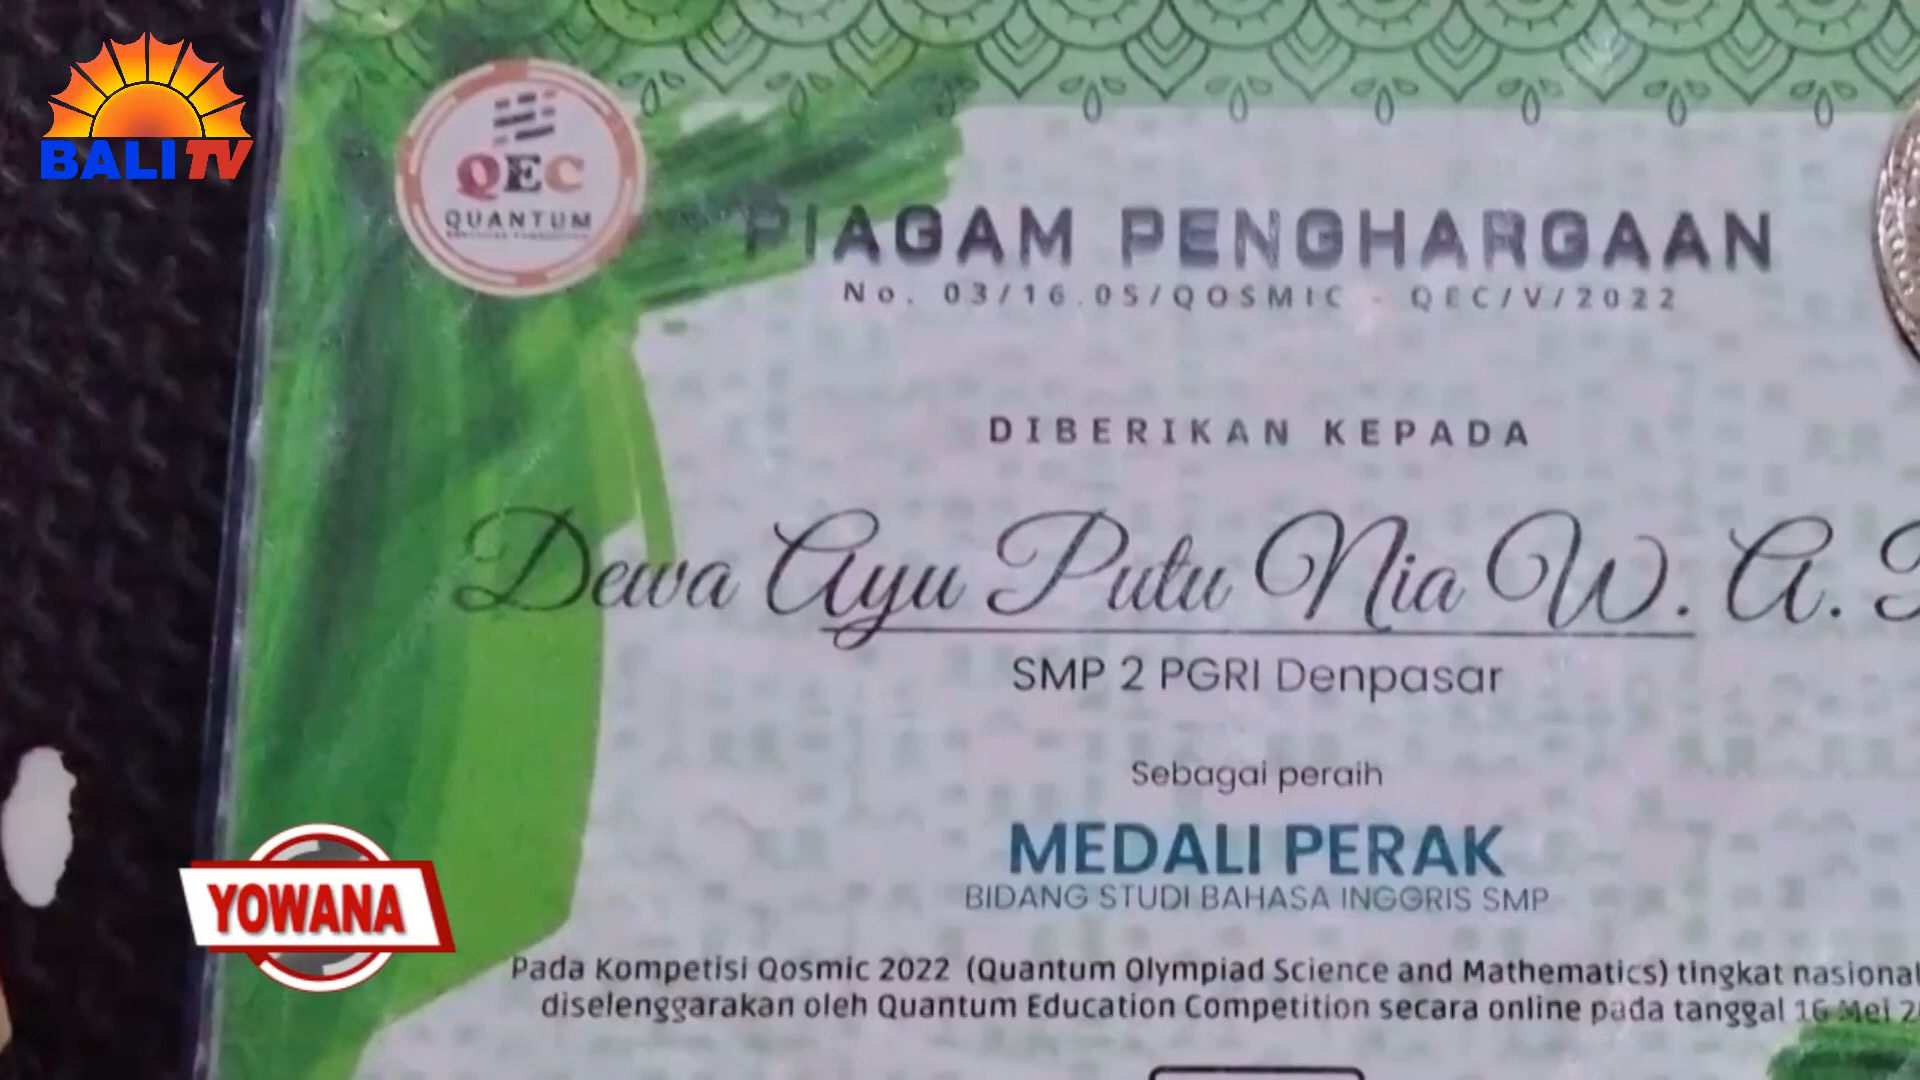 BALI TV
QEC
QUANTUM
PIAGAM PENGHARGAAN
No. 03/16.05/QOSMIC - QEC/V/2022
DIBERIKAN KEPADA
Dewa Ayu Putu Nia W. A.
SMP 2 PGRI Denpasar
Sebagai peraih
MEDALI PERAK
BIDANG STUDI BAHASA INGGRIS SMP
Pada Kompetisi Qosmic 2022 (Quantum Olympiad Science and Mathematics) tingkat nasional
diselenggarakan oleh Quantum Education Competition secara online pada tanggal 16 Mei
YOWANA